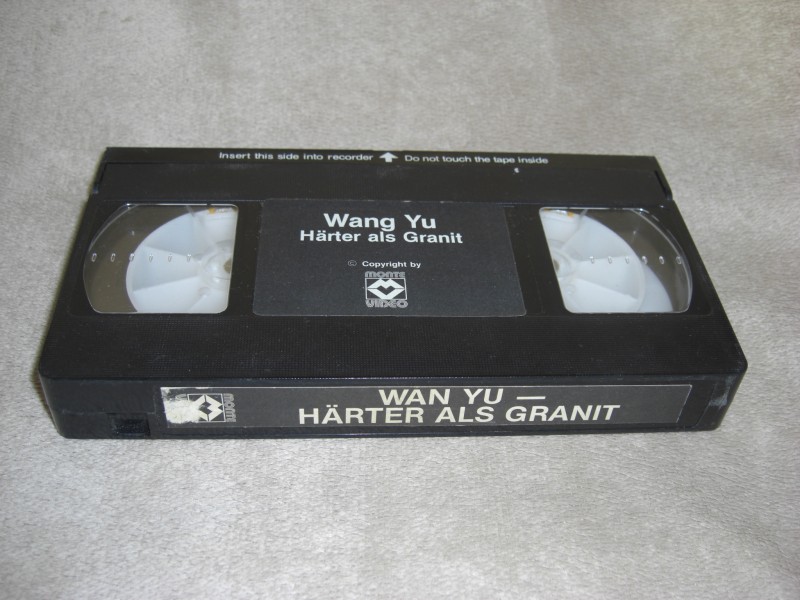 Insert this side into recorder ⬆ Do not touch the tape inside
Wang Yu
Härter als Granit
© Copyright by
MONTE
VIDEO
WAN YU —
HÄRTER ALS GRANIT
MONTE